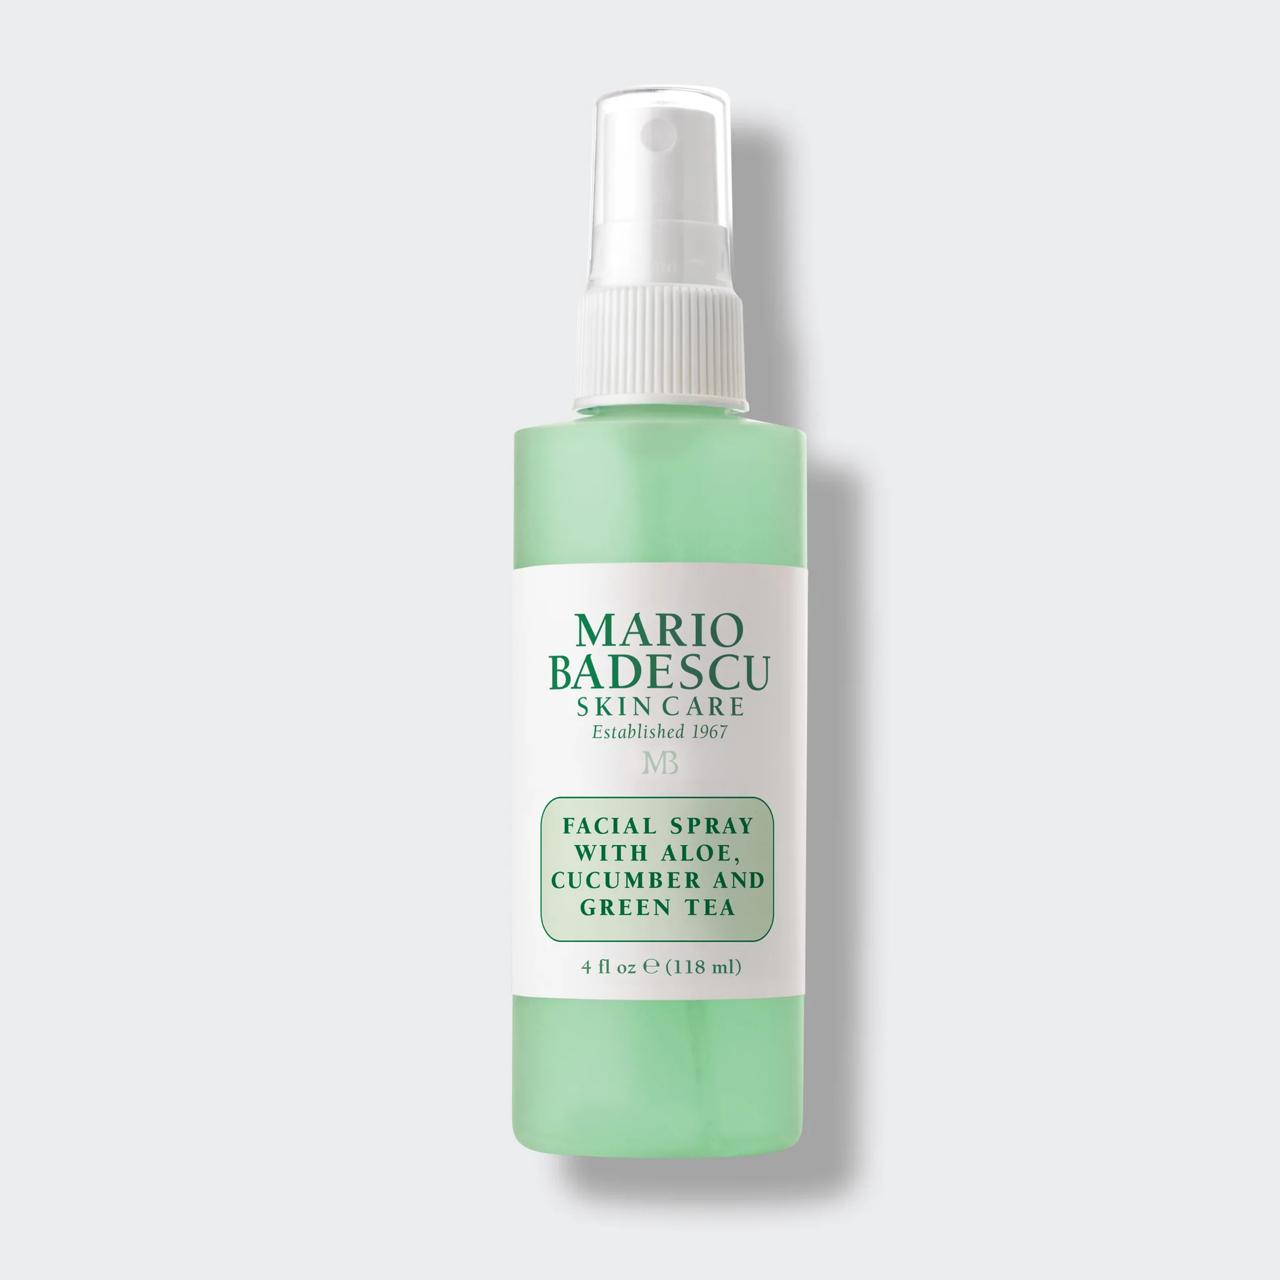 MARIO
BADESCU
SKIN CARE
Established 1967
MB
FACIAL SPRAY
WITH ALOE,
CUCUMBER AND
GREEN TEA
4 fl oz ℮ (118 ml)